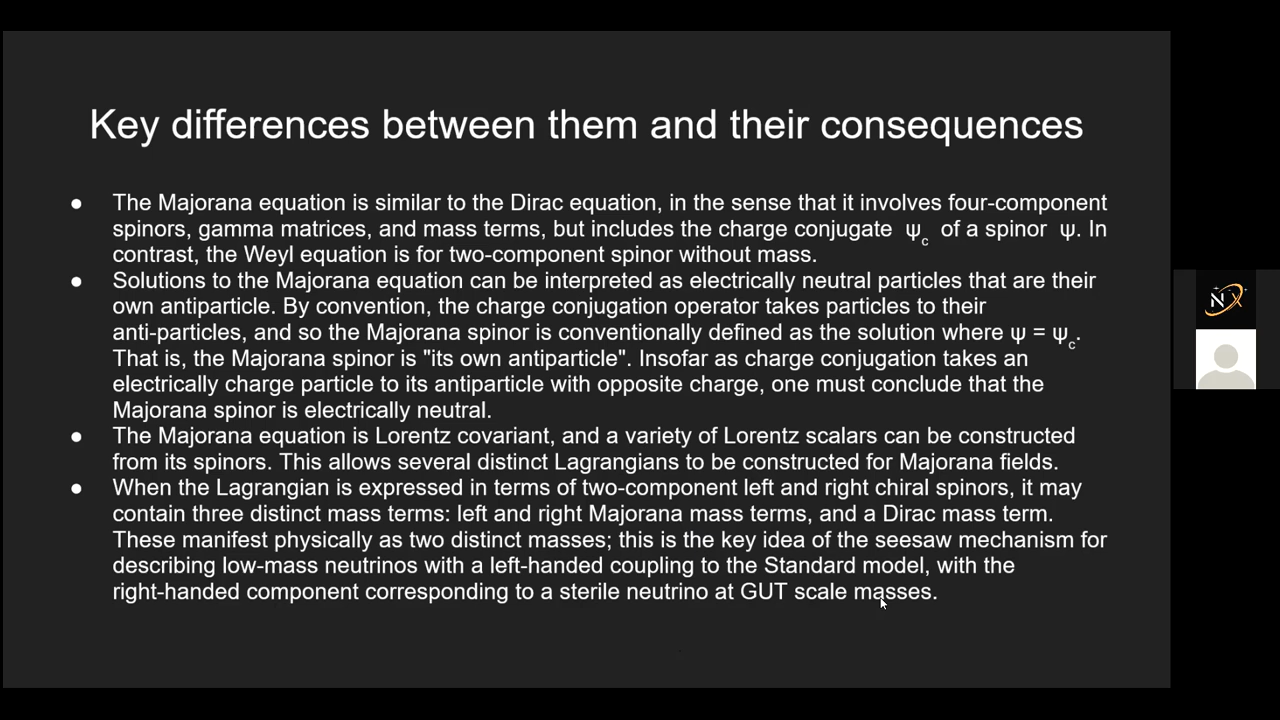 Key differences between them and their consequences
● The Majorana equation is similar to the Dirac equation, in the sense that it involves four-component
spinors, gamma matrices, and mass terms, but includes the charge conjugate ψc of a spinor ψ. In
contrast, the Weyl equation is for two-component spinor without mass.
● Solutions to the Majorana equation can be interpreted as electrically neutral particles that are their
own antiparticle. By convention, the charge conjugation operator takes particles to their
anti-particles, and so the Majorana spinor is conventionally defined as the solution where ψ = ψc.
That is, the Majorana spinor is "its own antiparticle". Insofar as charge conjugation takes an
electrically charge particle to its antiparticle with opposite charge, one must conclude that the
Majorana spinor is electrically neutral.
● The Majorana equation is Lorentz covariant, and a variety of Lorentz scalars can be constructed
from its spinors. This allows several distinct Lagrangians to be constructed for Majorana fields.
● When the Lagrangian is expressed in terms of two-component left and right chiral spinors, it may
contain three distinct mass terms: left and right Majorana mass terms, and a Dirac mass term.
These manifest physically as two distinct masses; this is the key idea of the seesaw mechanism for
describing low-mass neutrinos with a left-handed coupling to the Standard model, with the
right-handed component corresponding to a sterile neutrino at GUT scale masses.
NX